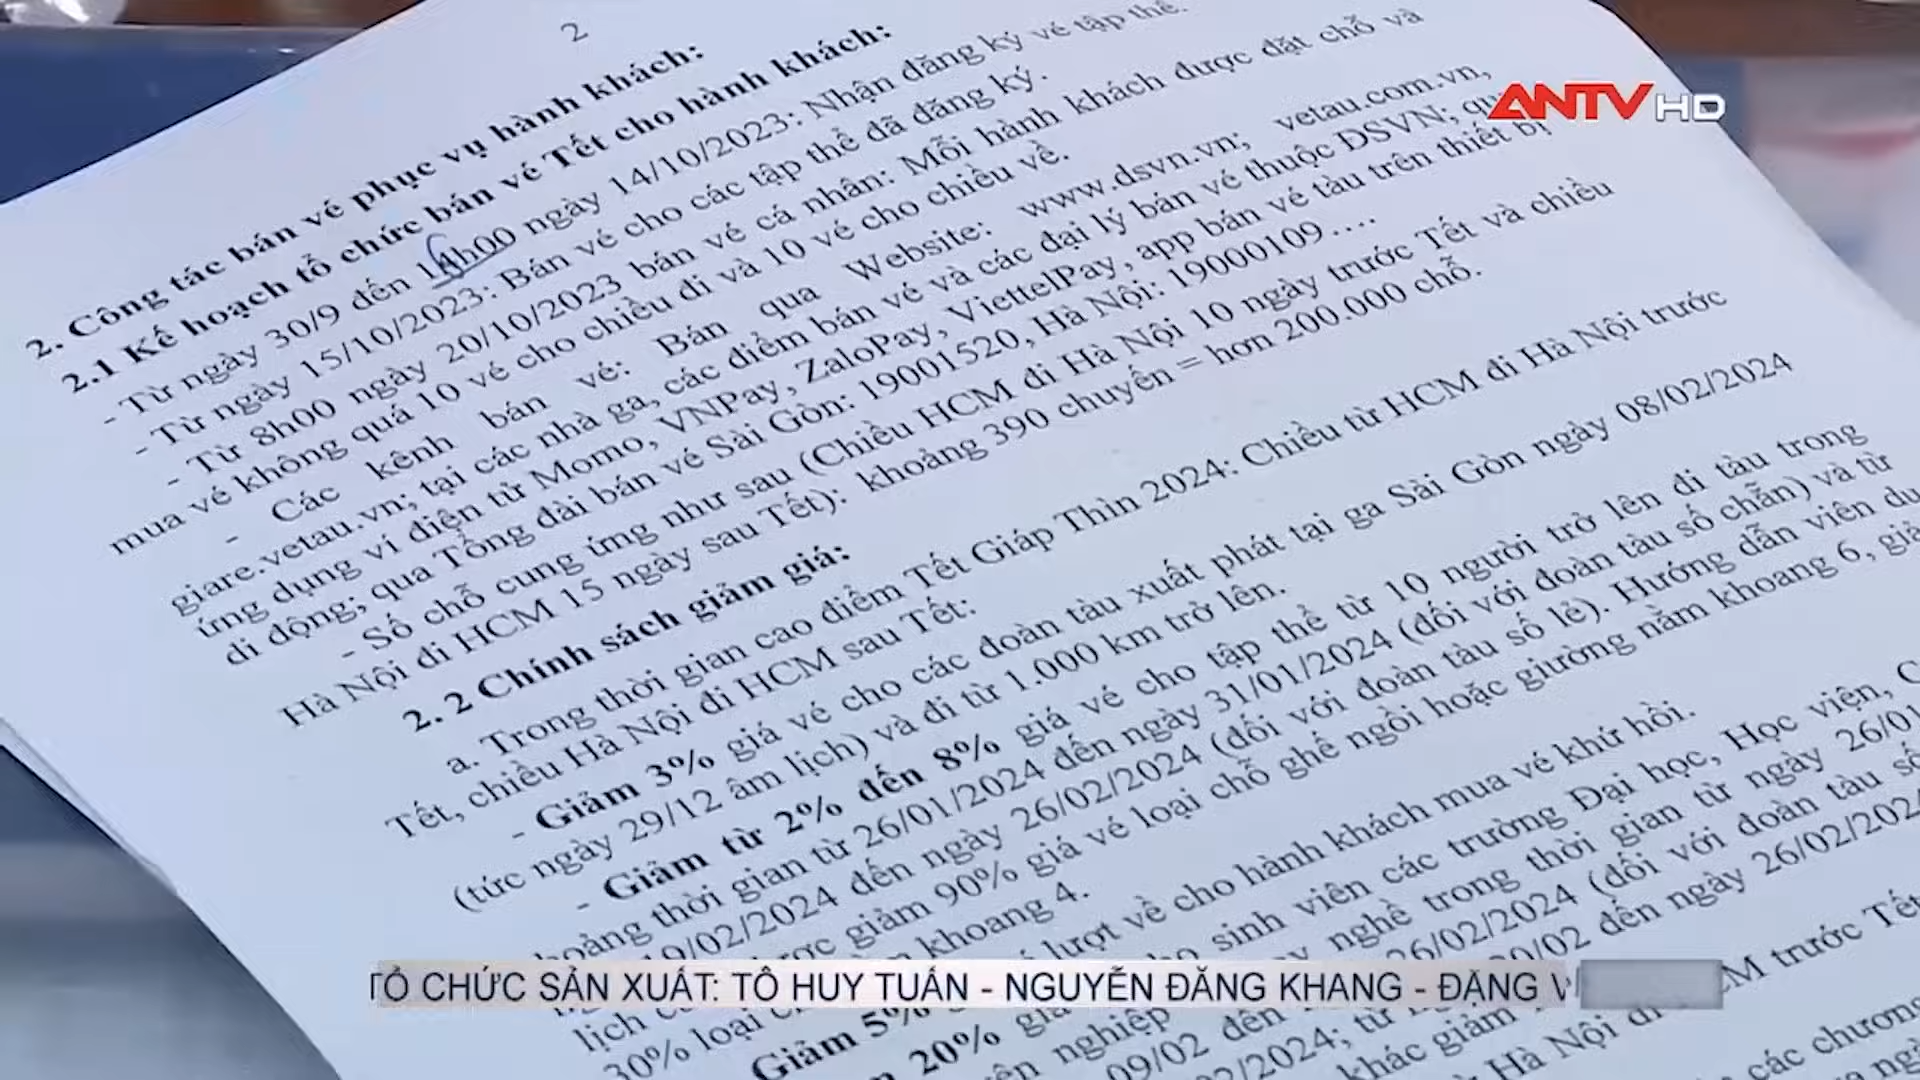 2
2. Công tác bán vé phục vụ hành khách:
2.1 Kế hoạch tổ chức bán vé Tết cho hành khách:
- Từ ngày 30/9 đến 14h00 ngày 14/10/2023: Nhận đăng ký vé tập thể.
- Từ ngày 15/10/2023: Bán vé cho các tập thể đã đăng ký.
- Từ 8h00 ngày 20/10/2023 bán vé cá nhân: Mỗi hành khách được đặt chỗ và
mua vé không quá 10 vé cho chiều đi và 10 vé cho chiều về.
- Các kênh bán vé: Bán qua Website: www.dsvn.vn; vetau.com.vn,
giare.vetau.vn; tại các nhà ga, các điểm bán vé và các đại lý bán vé thuộc ĐSVN;
ứng dụng ví điện tử Momo, VNPay, ZaloPay, ViettelPay, app bán vé tàu trên thiết bị
di động; qua Tổng đài bán vé Sài Gòn: 19001520, Hà Nội: 19000109….
- Số chỗ cung ứng như sau (Chiều HCM đi Hà Nội 10 ngày trước Tết và chiều
Hà Nội đi HCM 15 ngày sau Tết): khoảng 390 chuyến = hơn 200.000 chỗ.
2. 2 Chính sách giảm giá:
a. Trong thời gian cao điểm Tết Giáp Thìn 2024: Chiều từ HCM đi Hà Nội trước
Tết, chiều Hà Nội đi HCM sau Tết:
- Giảm 3% giá vé cho các đoàn tàu xuất phát tại ga Sài Gòn ngày 08/02/2024
(tức ngày 29/12 âm lịch) và đi từ 1.000 km trở lên.
- Giảm từ 2% đến 8% giá vé cho tập thể từ 10 người trở lên đi tàu trong
thời gian từ 26/01/2024 đến ngày 31/01/2024 (đối với đoàn tàu số chẵn) và từ
đến ngày 26/02/2024 (đối với đoàn tàu số lẻ). Hướng dẫn viên
giảm 90% giá vé loại chỗ ghế ngồi hoặc giường nằm khoang 6,
khoang 4.
lượt về cho hành khách mua vé khứ hồi.
sinh viên các trường Đại học, Học viện,
nghề trong thời gian từ ngày
26/02/2024 (đối với đoàn tàu
đến ngày 26/02/2024
trước Tết
Giảm 5%
20%
ANTV HD
TỔ CHỨC SẢN XUẤT: TÔ HUY TUẤN - NGUYỄN ĐĂNG KHANG - ĐẶNG